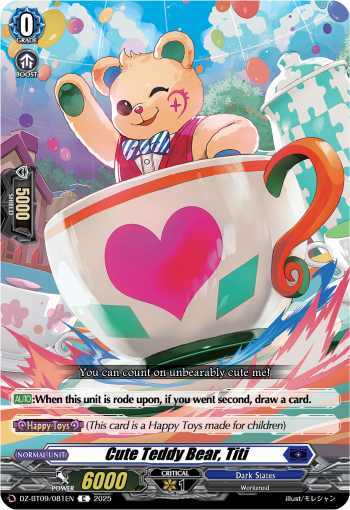 0
GRADE
BOOST
5000
SHIELD
You can count on unbearably cute me!
AUTO:When this unit is rode upon, if you went second, draw a card.
Happy Toys (This card is a Happy Toys made for children)
NORMAL UNIT
Cute Teddy Bear, Titi
POWER 6000
CRITICAL
1
Dark States
Workeroid
DZ-BT09/081EN C 2025
illust/モレシャン